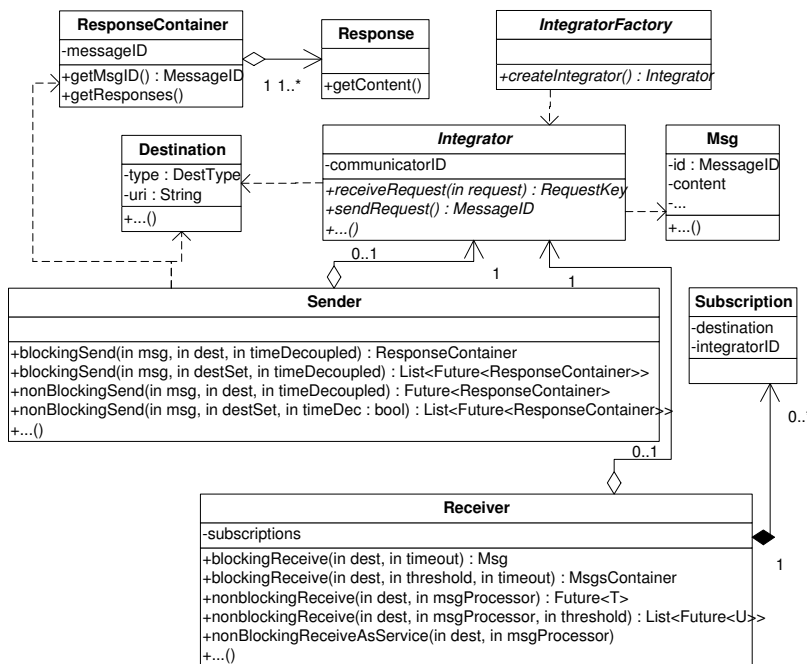 ResponseContainer
-messageID
+getMsgID() : MessageID
+getResponses()
1 1..*
Response
+getContent()
IntegratorFactory
+createIntegrator() : Integrator
Destination
-type : DestType
-uri : String
+...()
Integrator
-communicatorID
+receiveRequest(in request) : RequestKey
+sendRequest() : MessageID
+...()
Msg
-id : MessageID
-content
-...
+...()
0..1
1
1
Sender
+blockingSend(in msg, in dest, in timeDecoupled) : ResponseContainer
+blockingSend(in msg, in destSet, in timeDecoupled) : List<Future<ResponseContainer>>
+nonBlockingSend(in msg, in dest, in timeDecoupled) : Future<ResponseContainer>
+nonBlockingSend(in msg, in destSet, in timeDec : bool) : List<Future<ResponseContainer>>
+...()
Subscription
-destination
-integratorID
0..
0..1
Receiver
-subscriptions
+blockingReceive(in dest, in timeout) : Msg
+blockingReceive(in dest, in threshold, in timeout) : MsgsContainer
+nonblockingReceive(in dest, in msgProcessor) : Future<T>
+nonblockingReceive(in dest, in msgProcessor, in threshold) : List<Future<U>>
+nonBlockingReceiveAsService(in dest, in msgProcessor)
+...()
1